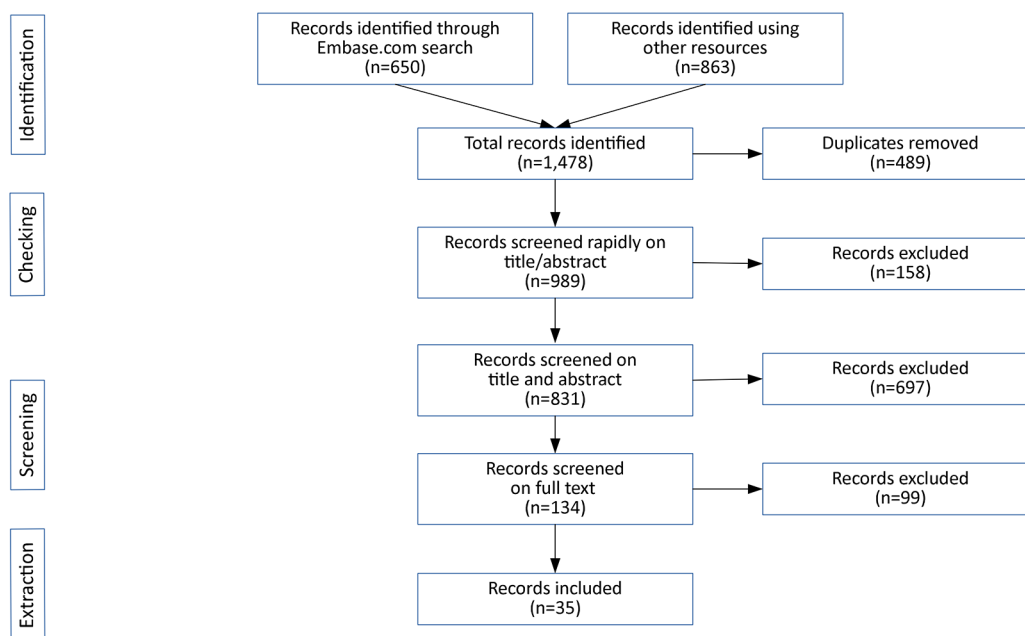 Identification
Records identified through
Embase.com search
(n=650)
Records identified using
other resources
(n=863)
Total records identified
(n=1,478)
Duplicates removed
(n=489)
Checking
Records screened rapidly on
title/abstract
(n=989)
Records excluded
(n=158)
Screening
Records screened on
title and abstract
(n=831)
Records excluded
(n=697)
Records screened
on full text
(n=134)
Records excluded
(n=99)
Extraction
Records included
(n=35)